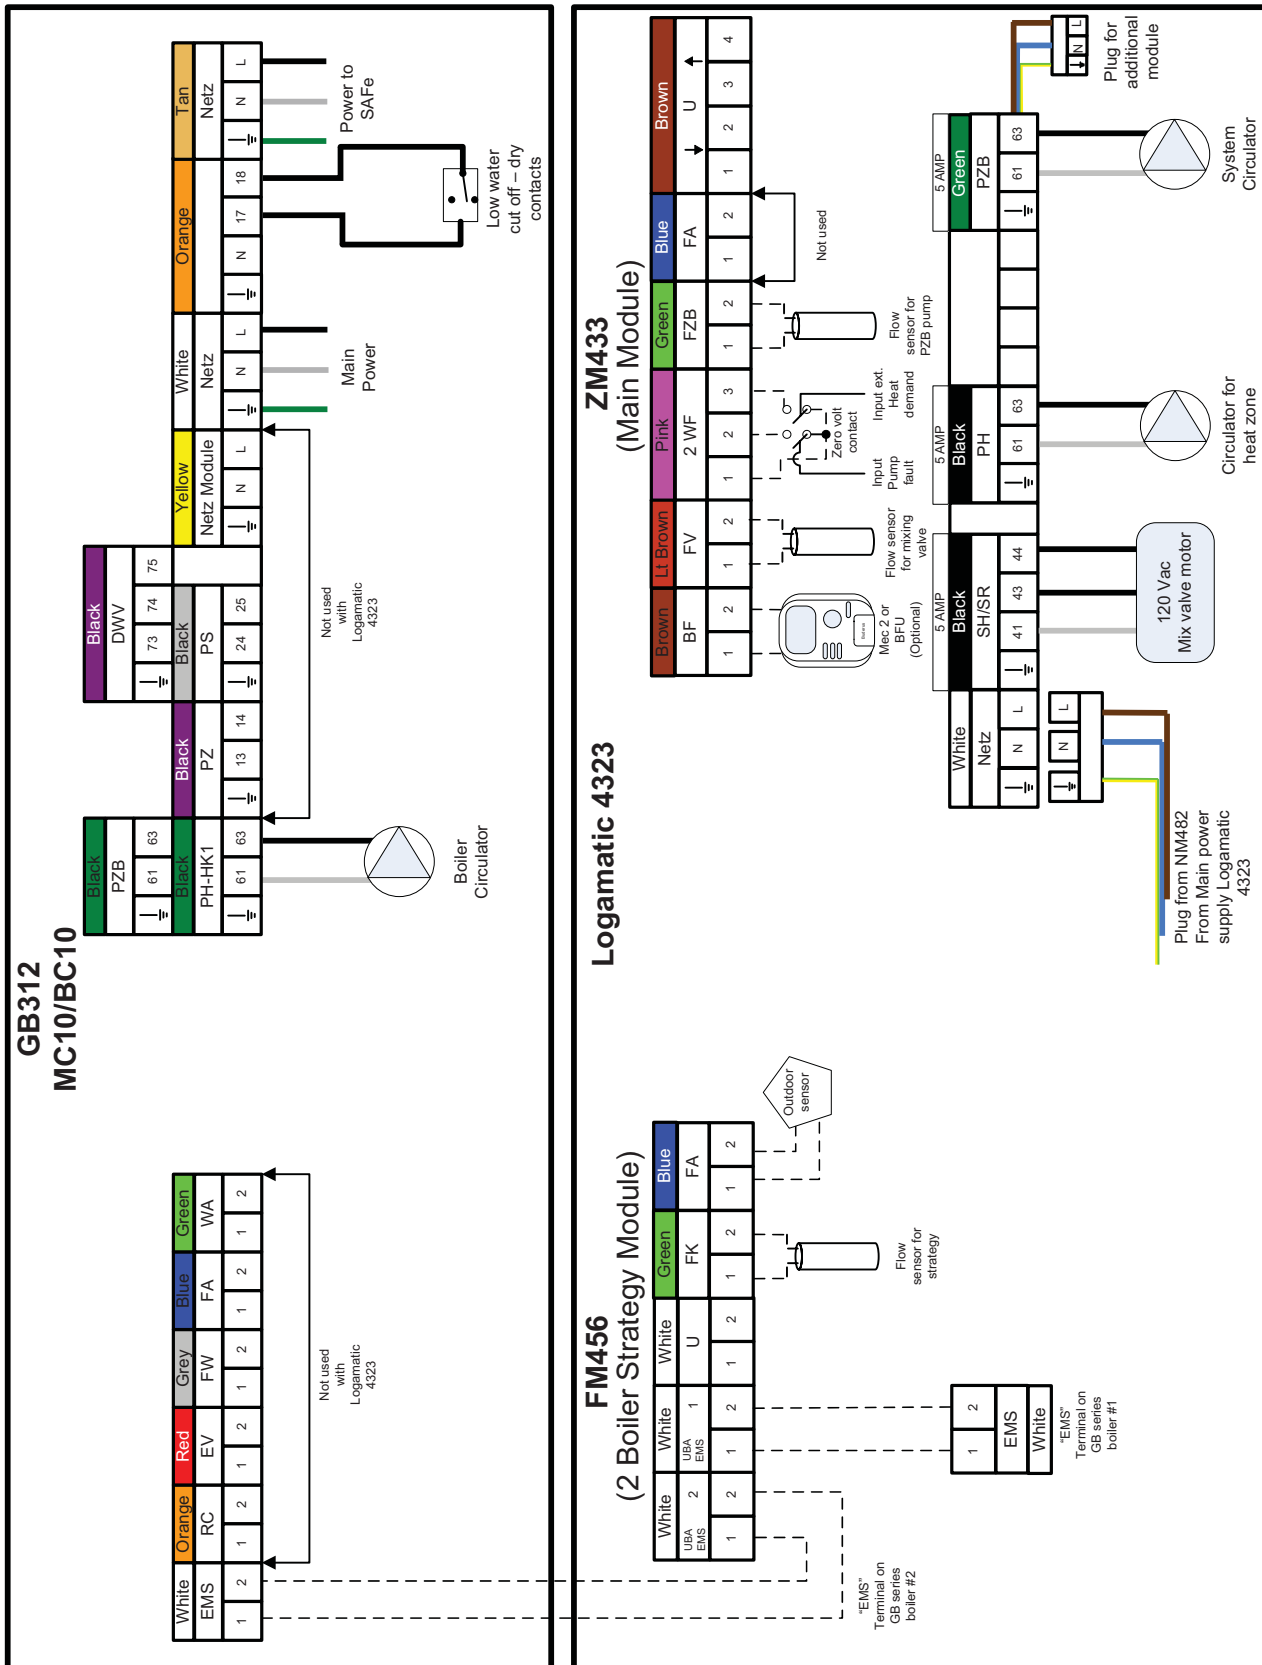 GB312
MC10/BC10
White
Orange
Red
Grey
Blue
Green
EMS
RC
EV
FW
FA
WA
1
2
1
2
1
2
1
2
1
2
1
2
Not used
with
Logamatic
4323
Black
PZB
61
63
Black
PH-HK1
61
63
Boiler
Circulator
Black
PZ
13
14
Black
DWV
73
74
75
Black
PS
24
25
Yellow
Netz Module
N
L
Not used
with
Logamatic
4323
White
Netz
N
L
Main
Power
Orange
N
17
18
Low water
cut off – dry
contacts
Tan
Netz
N
L
Power to
SAFe
Logamatic 4323
FM456
(2 Boiler Strategy Module)
White
White
White
Green
Blue
UBA
EMS
2
UBA
EMS
1
U
FK
FA
1
2
1
2
1
2
1
2
1
2
Outdoor
sensor
Flow
sensor for
strategy
1
2
EMS
White
"EMS"
Terminal on
GB series
boiler #1
"EMS"
Terminal on
GB series
boiler #2
ZM433
(Main Module)
Brown
Lt Brown
Pink
Green
Blue
Brown
BF
FV
2 WF
FZB
FA
U
1
2
1
2
1
2
3
1
2
1
2
1
2
3
4
Mec 2 or
BFU
(Optional)
Flow sensor
for mixing
valve
Input
Pump
fault
Zero volt
contact
Input ext.
Heat
demand
Flow
sensor for
PZB pump
Not used
White
Netz
N
L
N
L
Plug from NM482
From Main power
supply Logamatic
4323
5 AMP
Black
SH/SR
41
43
44
120 Vac
Mix valve motor
5 AMP
Black
PH
61
63
Circulator for
heat zone
5 AMP
Green
PZB
61
63
System
Circulator
N
L
Plug for
additional
module